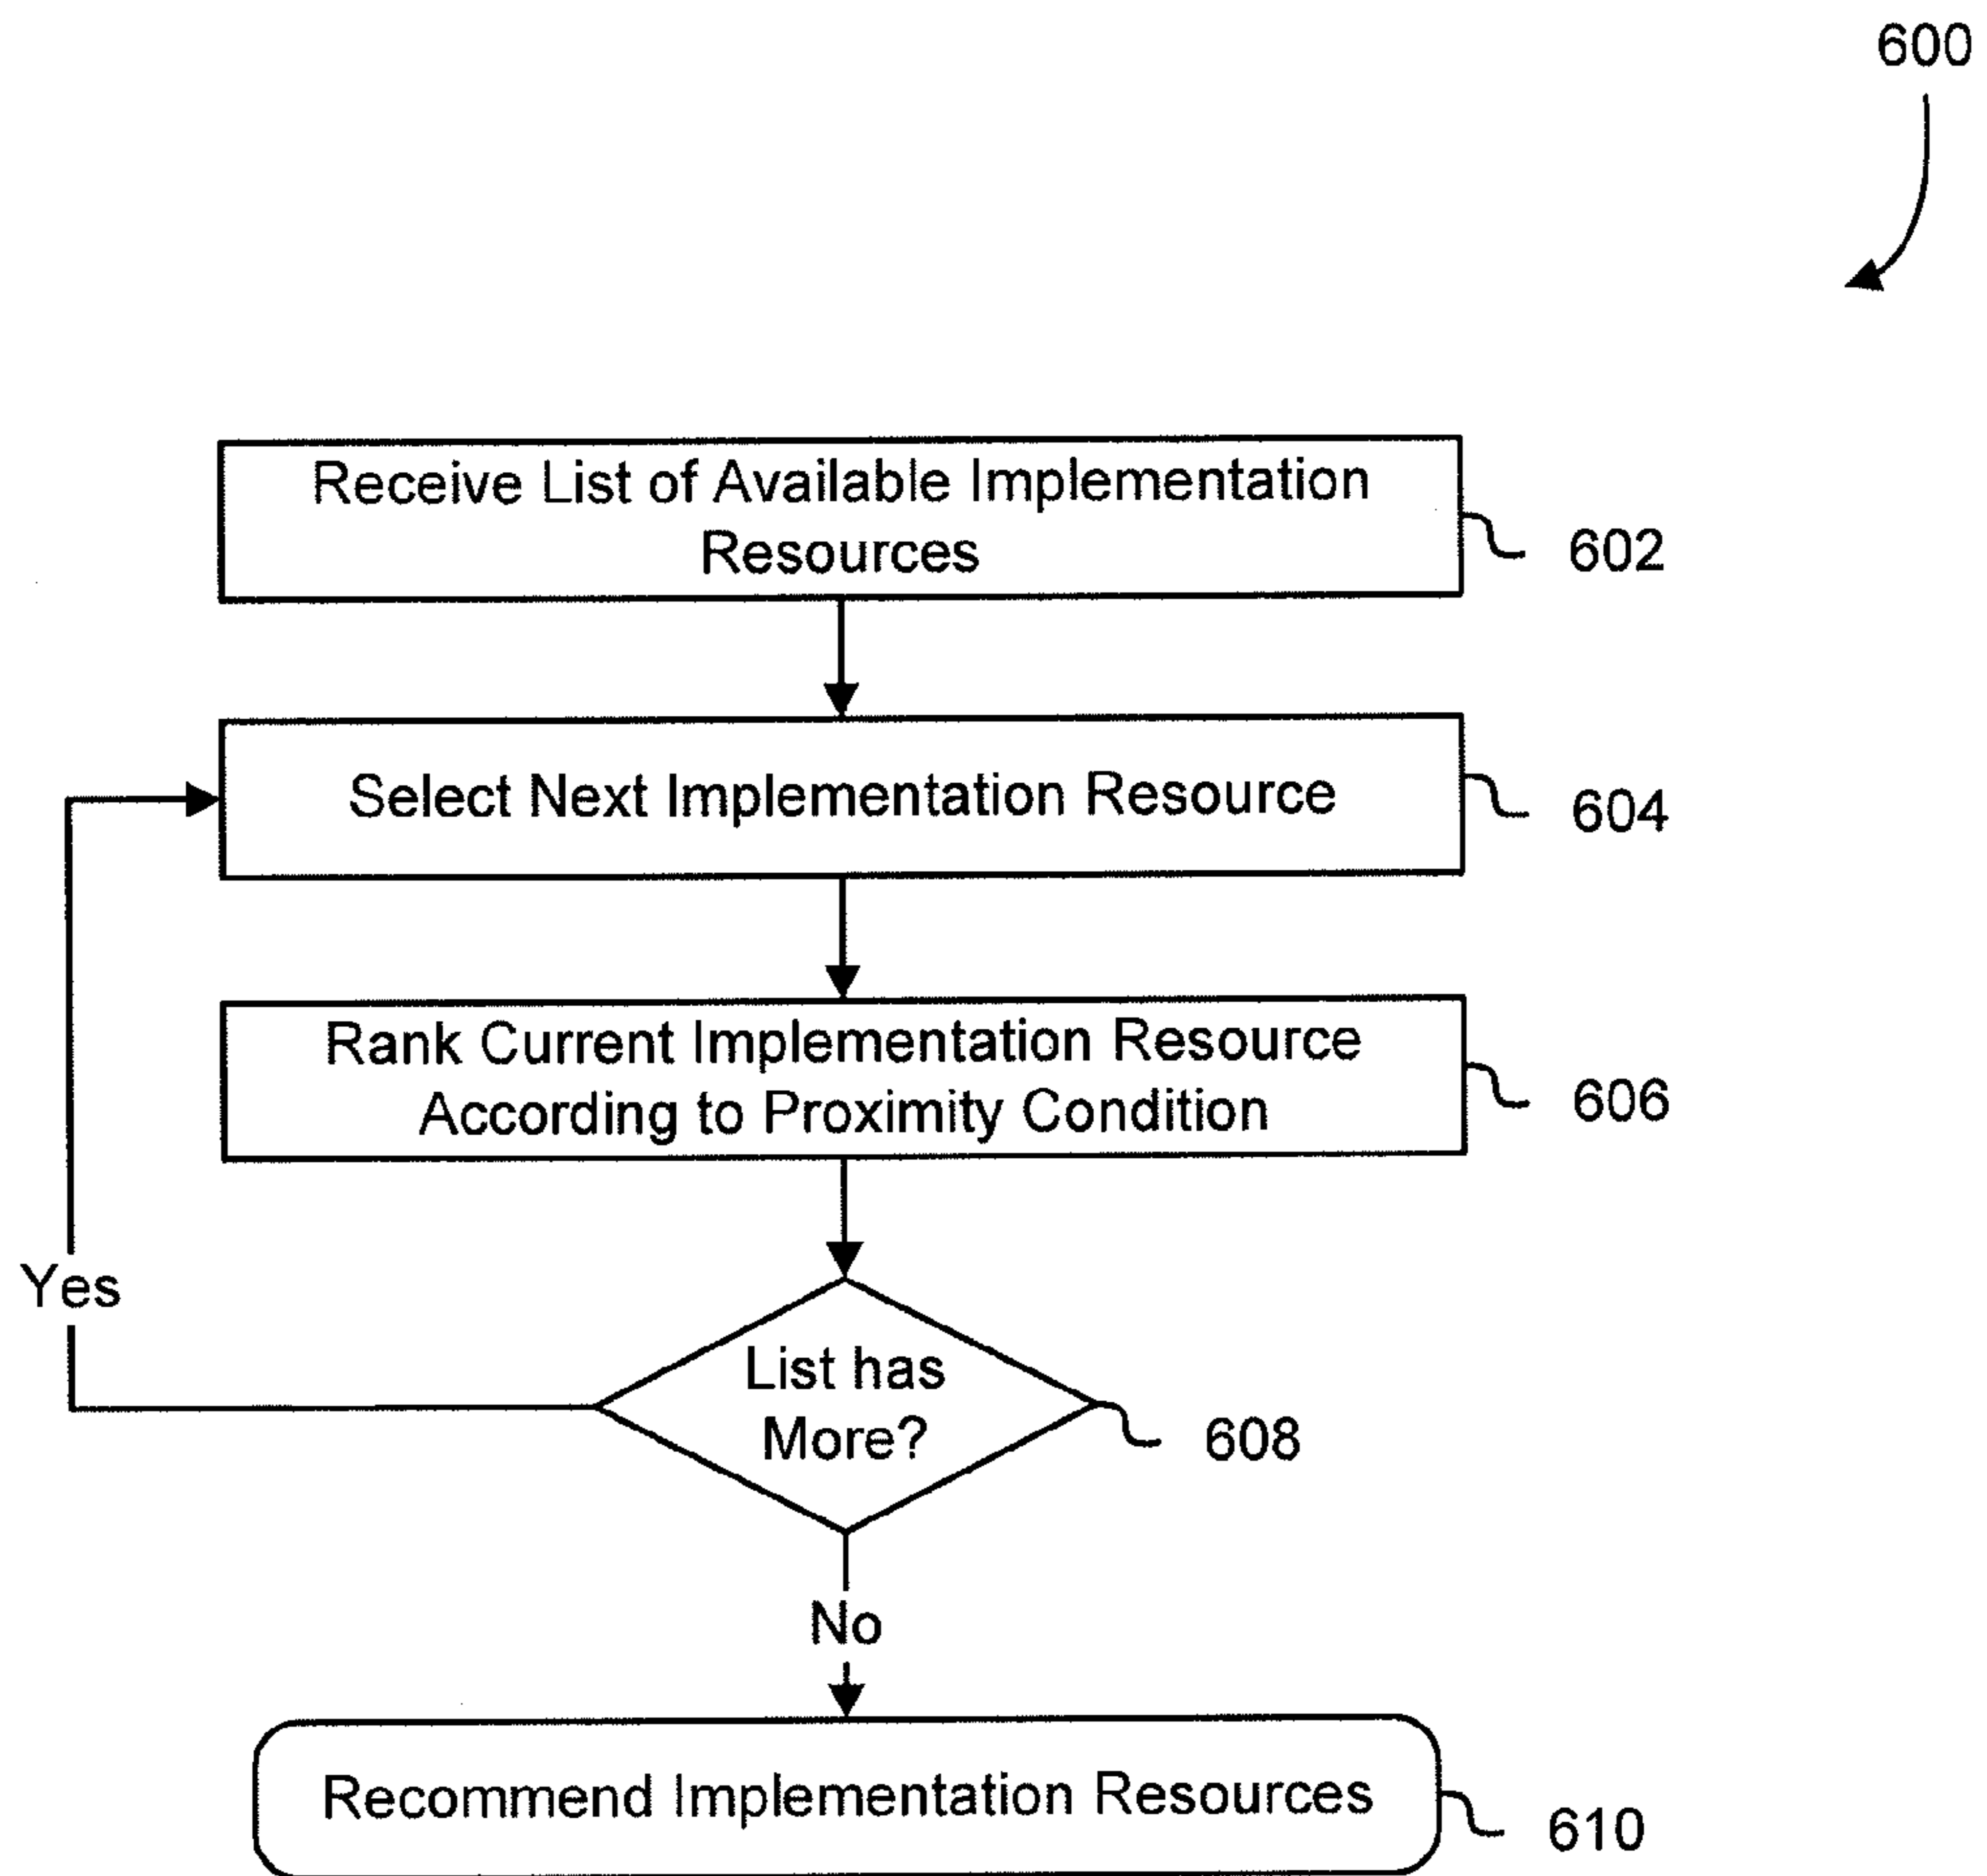 600
Receive List of Available Implementation
Resources
602
Select Next Implementation Resource
604
Rank Current Implementation Resource
According to Proximity Condition
606
Yes
List has
More?
608
No
Recommend Implementation Resources
610